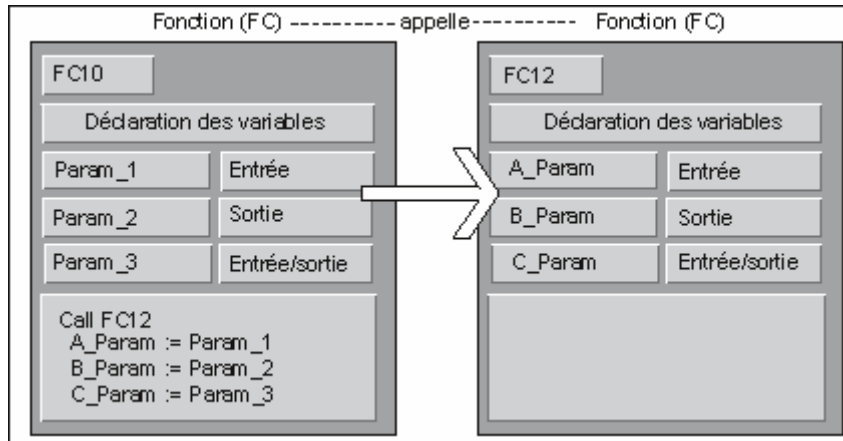 Fonction (FC) ---------- appelle---------- Fonction (FC)
FC10
Déclaration des variables
Param_1 Entrée
Param_2 Sortie
Param_3 Entrée/sortie
Call FC12
A_Param := Param_1
B_Param := Param_2
C_Param := Param_3
FC12
Déclaration des variables
A_Param Entrée
B_Param Sortie
C_Param Entrée/sortie